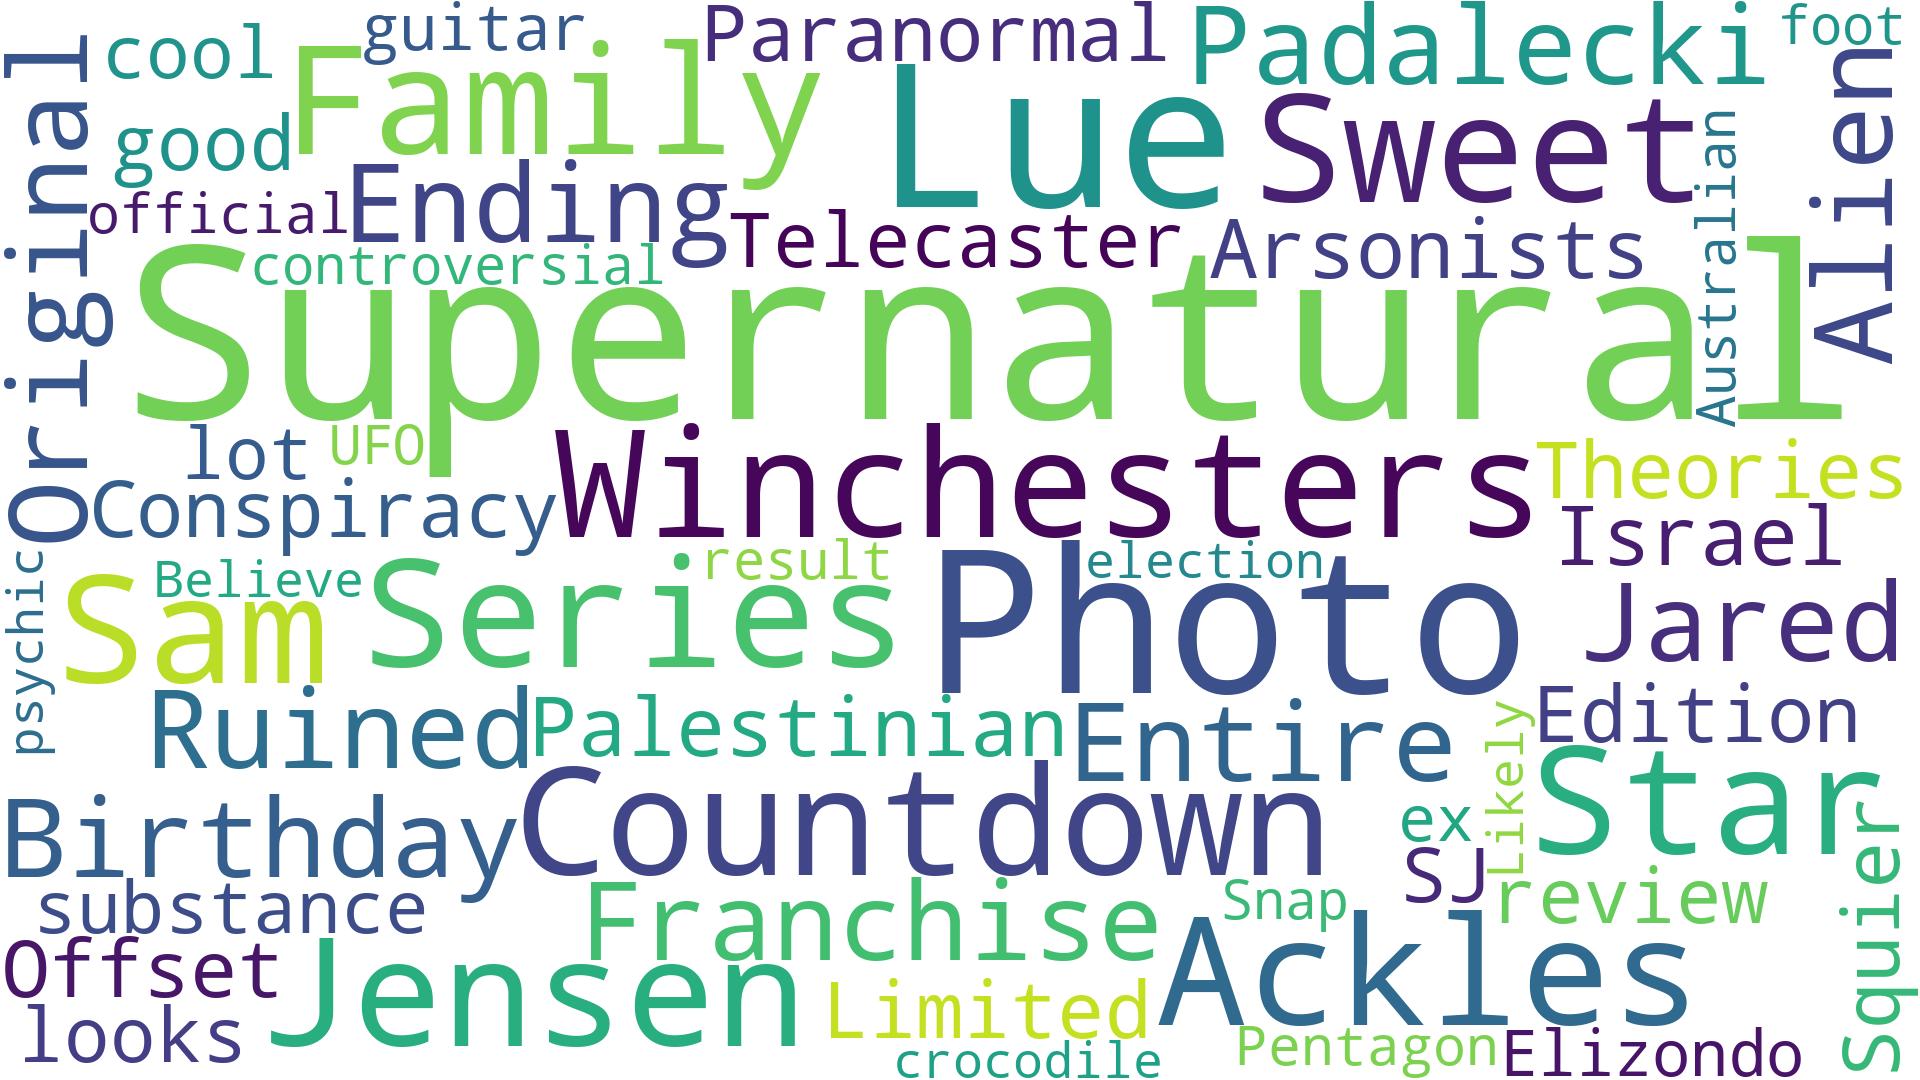 guitar
Paranormal
Padalecki
foot
cool
Family
Lue
Sweet
Alien
Original
good
Ending
official
Telecaster
Arsonists
Australian
controversial
Supernatural
lot
UFO
Winchesters
Theories
Conspiracy
Israel
psychic
Believe
Sam
Series
result
Photo
election
Jared
Ruined
Palestinian
Entire
Edition
Likely
Star
Birthday
Countdown
ex
SJ
review
Squier
substance
Franchise
Snap
Ackles
Offset
Jensen
Limited
looks
crocodile
Pentagon
Elizondo